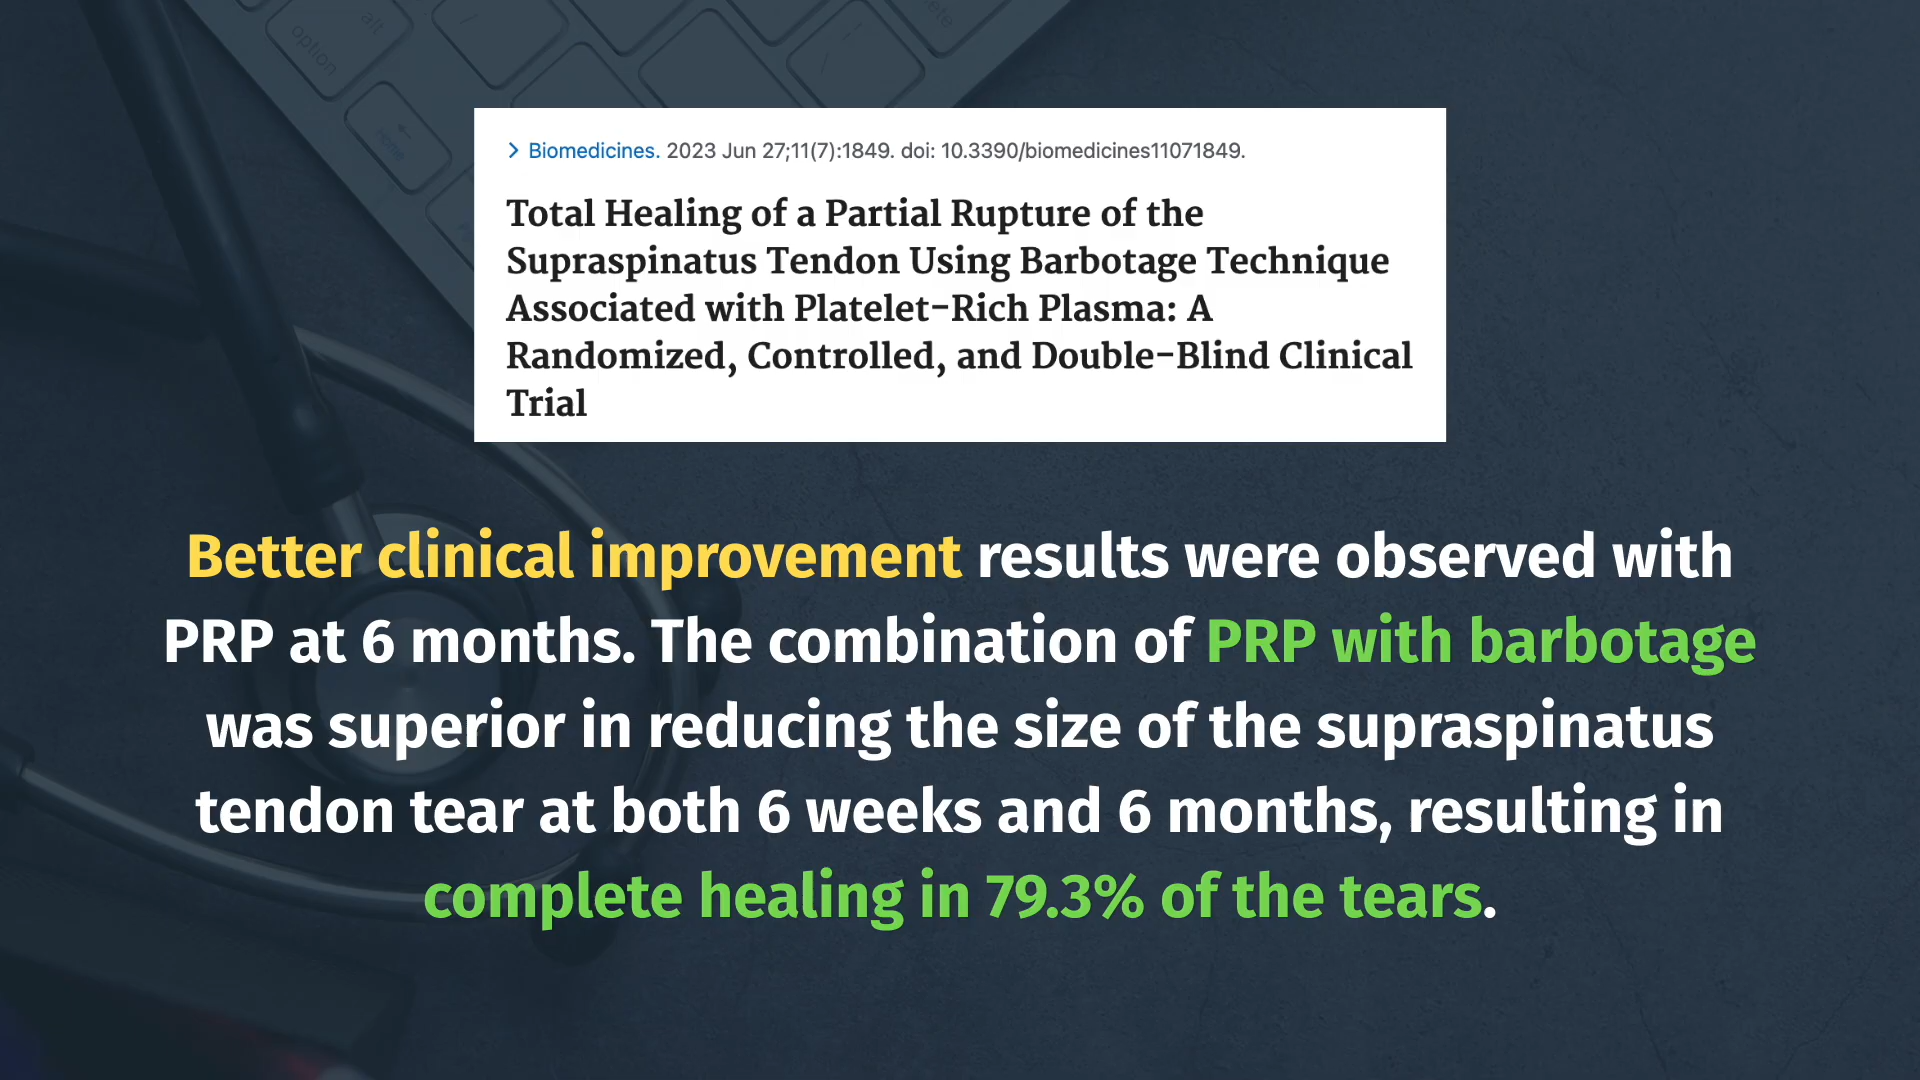 alt
option
Home
> Biomedicines. 2023 Jun 27;11(7):1849. doi: 10.3390/biomedicines11071849.
Total Healing of a Partial Rupture of the
Supraspinatus Tendon Using Barbotage Technique
Associated with Platelet-Rich Plasma: A
Randomized, Controlled, and Double-Blind Clinical
Trial
Better clinical improvement results were observed with
PRP at 6 months. The combination of PRP with barbotage
was superior in reducing the size of the supraspinatus
tendon tear at both 6 weeks and 6 months, resulting in
complete healing in 79.3% of the tears.